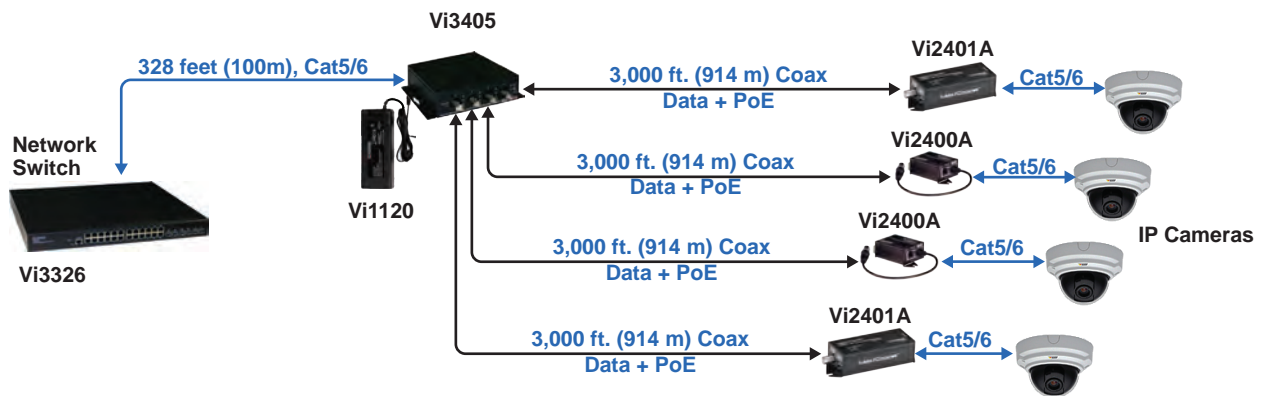 Vi3405
Vi2401A
328 feet (100m), Cat5/6
3,000 ft. (914 m) Coax
Data + PoE
Cat5/6
Network
Switch
Vi2400A
3,000 ft. (914 m) Coax
Data + PoE
Cat5/6
Vi1120
Vi2400A
IP Cameras
3,000 ft. (914 m) Coax
Data + PoE
Cat5/6
Vi3326
Vi2401A
3,000 ft. (914 m) Coax
Data + PoE
Cat5/6